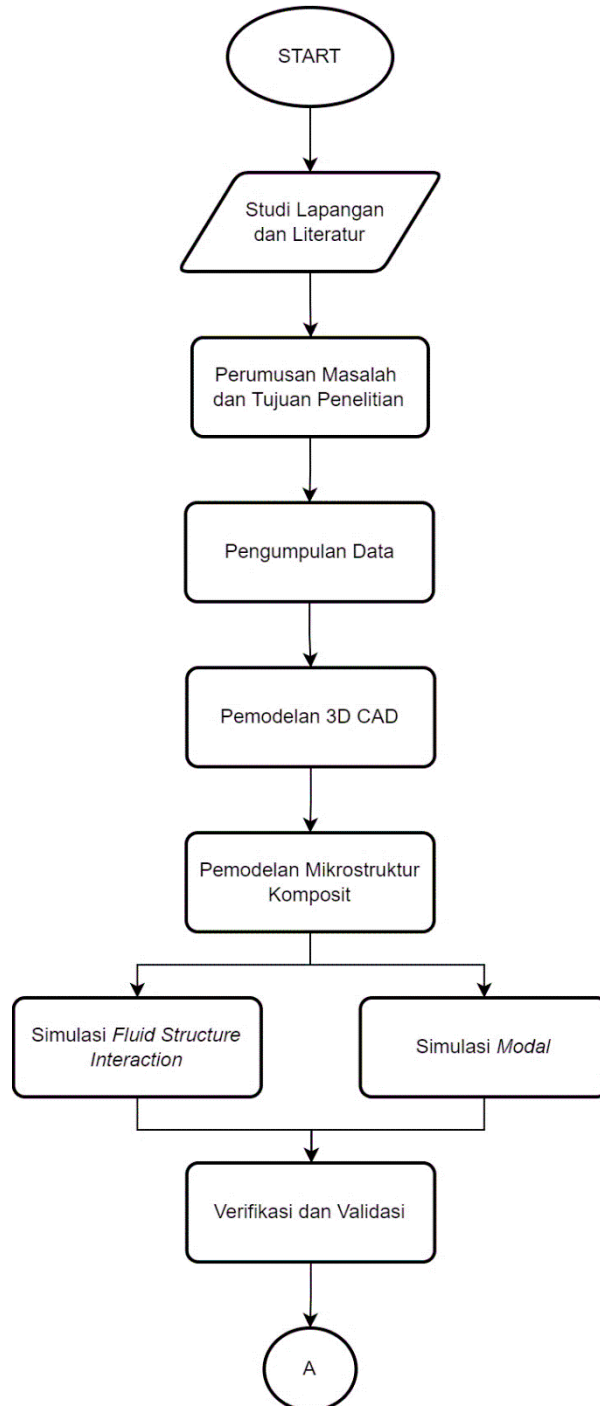 START
Studi Lapangan
dan Literatur
Perumusan Masalah
dan Tujuan Penelitian
Pengumpulan Data
Pemodelan 3D CAD
Pemodelan Mikrostruktur
Komposit
Simulasi Fluid Structure
Interaction
Simulasi Modal
Verifikasi dan Validasi
A